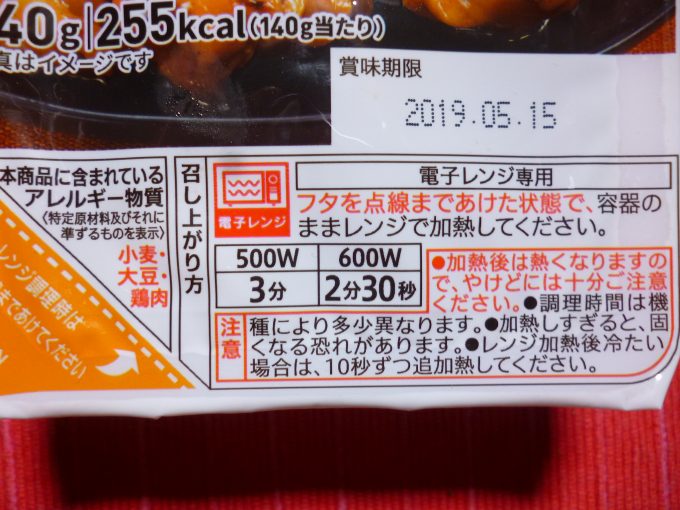 40g|255kcal(140g当たり)
真はイメージです
賞味期限
2019.05.15
本商品に含まれている
アレルギー物質
〈特定原材料及びそれに
準ずるものを表示〉
小麦・
大豆・
鶏肉
レンジ調理時は
まであけてください
召し上がり方
電子レンジ
電子レンジ専用
フタを点線まであけた状態で、容器の
ままレンジで加熱してください。
500W 600W
3分 2分30秒
●加熱後は熱くなりますの
で、やけどには十分ご注意
ください。●調理時間は機
注意
種により多少異なります。●加熱しすぎると、固
くなる恐れがあります。●レンジ加熱後冷たい
場合は、10秒ずつ追加熱してください。